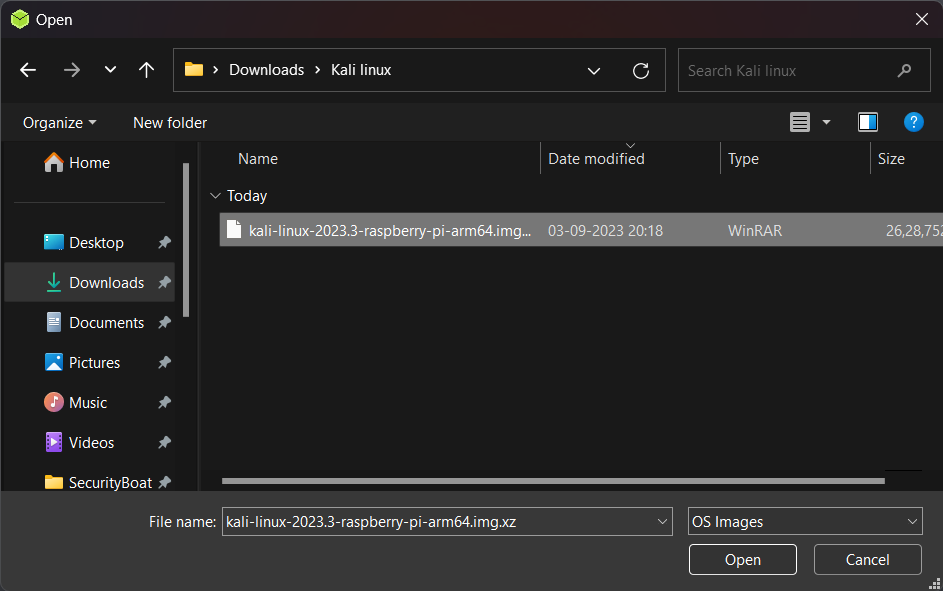 Open
Downloads > Kali linux
Search Kali linux
Organize
New folder
?
Name
Date modified
Type
Size
Home
Today
kali-linux-2023.3-raspberry-pi-arm64.img...
03-09-2023 20:18
WinRAR
26,28,752
Desktop
Downloads
Documents
Pictures
Music
Videos
SecurityBoat
File name:
kali-linux-2023.3-raspberry-pi-arm64.img.xz
OS Images
Open
Cancel